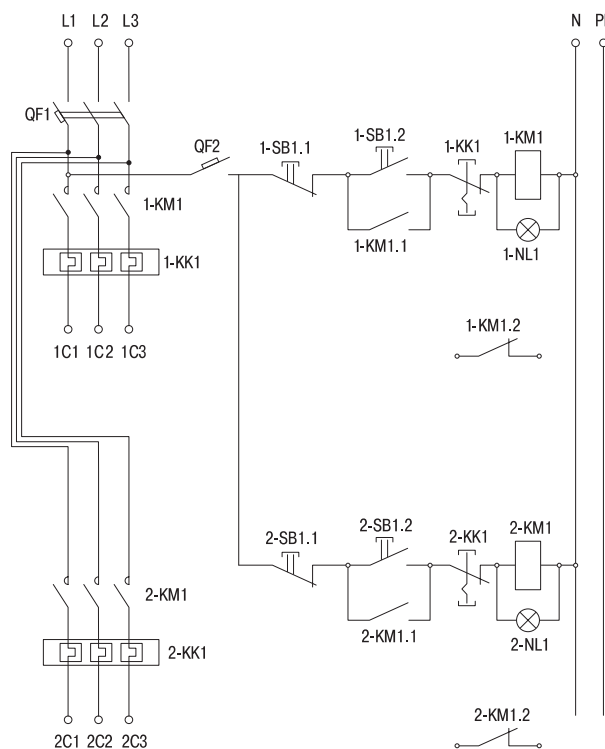 L1 L2 L3 N P
QF1
QF2
1-SB1.1
1-SB1.2
1-KK1
1-KM1
1-KM1
1-KM1.1
1-NL1
1-KK1
1C1 1C2 1C3
1-KM1.2
2-SB1.1
2-SB1.2
2-KK1
2-KM1
2-KM1
2-KM1.1
2-NL1
2-KK1
2C1 2C2 2C3
2-KM1.2